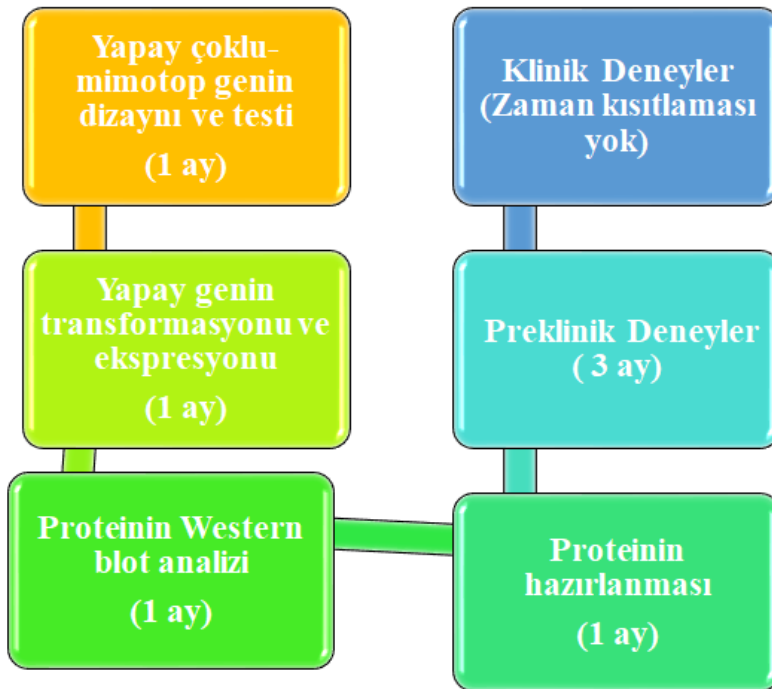 Yapay çoklu-
mimotop genin
dizaynı ve testi
(1 ay)
Yapay genin
transformasyonu ve
ekspresyonu
(1 ay)
Proteinin Western
blot analizi
(1 ay)
Proteinin
hazırlanması
(1 ay)
Preklinik Deneyler
( 3 ay)
Klinik Deneyler
(Zaman kısıtlaması
yok)